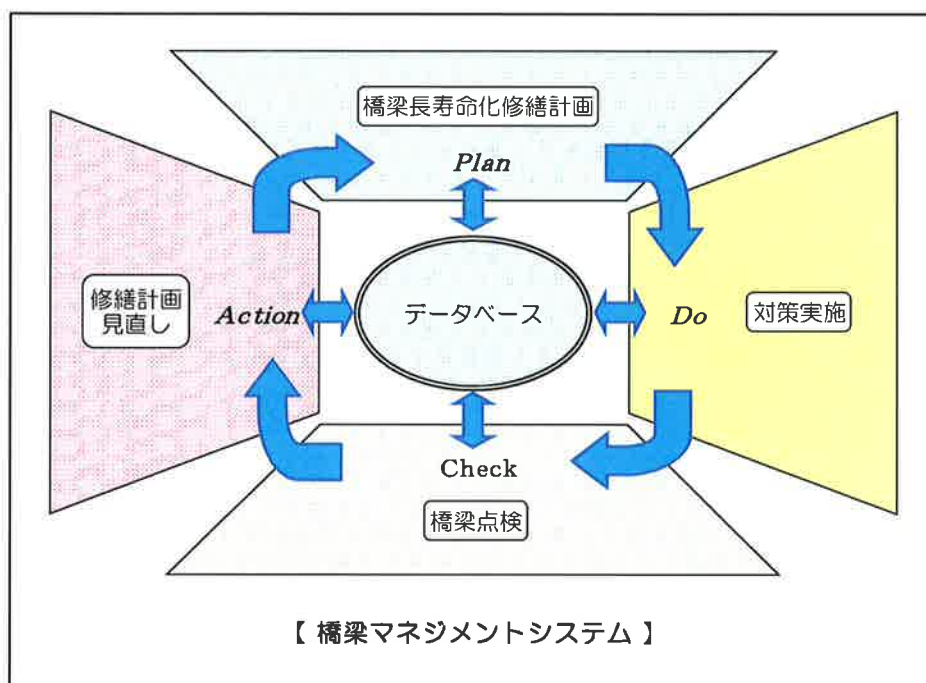 橋梁長寿命化修繕計画
Plan
修繕計画
見直し
Action
データベース
Do
対策実施
Check
橋梁点検
【 橋梁マネジメントシステム 】